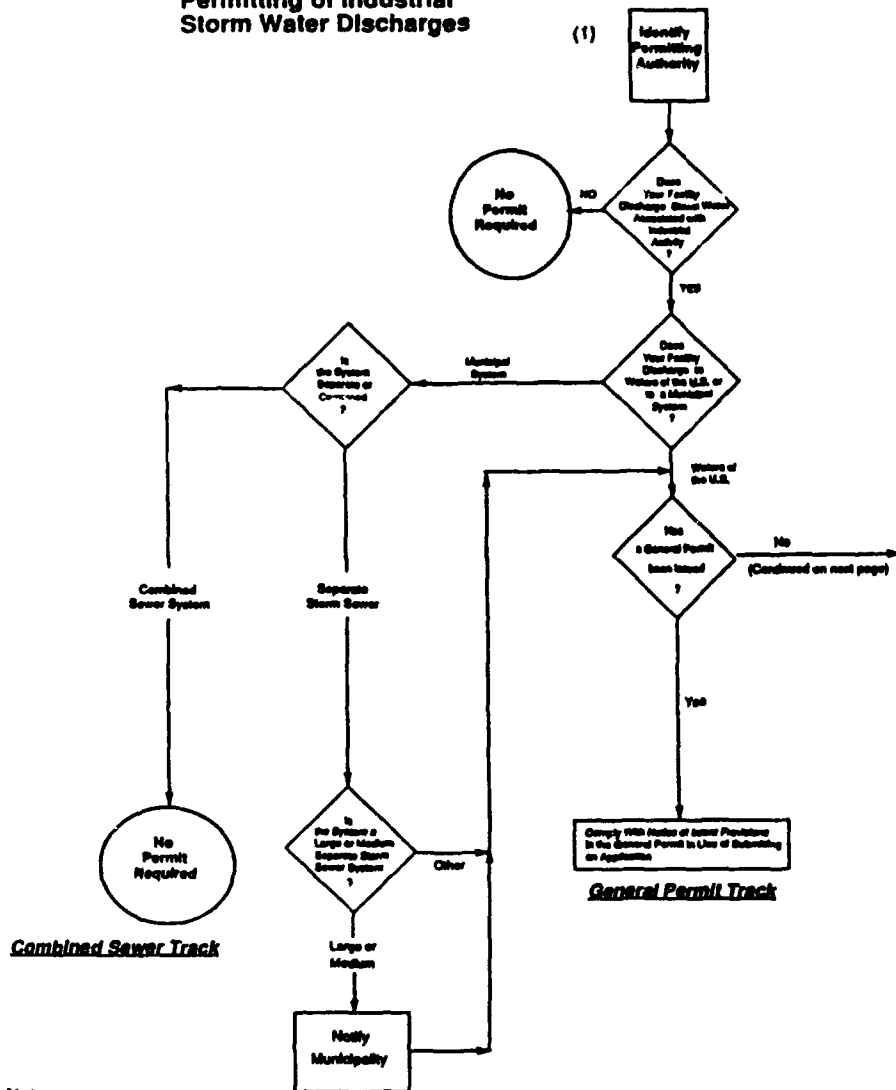 Permitting of Industrial
Storm Water Discharges
(1)
Identify
Permitting
Authority
Does
Your Facility
Discharge Storm Water
Associated with
Industrial
Activity
?
NO
No
Permit
Required
YES
Does
Your Facility
Discharge to
Waters of the U.S. or
to a Municipal
System
?
Municipal
System
Is
the System
Separate or
Combined
?
Waters of
the U.S.
Has
a General Permit
been issued
?
No
(Continued on next page)
Combined
Sewer System
Separate
Storm Sewer
Yes
No
Permit
Required
Is
the System a
Large or Medium
Separate Storm
Sewer System
?
Other
Comply With Notice of Intent Provisions
in the General Permit in Lieu of Submitting
an Application
General Permit Track
Combined Sewer Track
Large or
Medium
Notify
Municipality